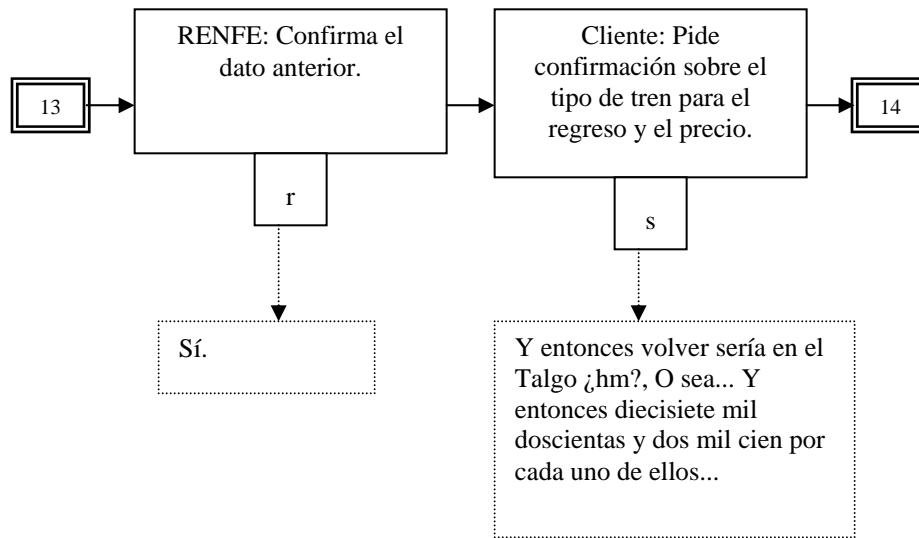 13
RENFE: Confirma el
dato anterior.
Cliente: Pide
confirmación sobre el
tipo de tren para el
regreso y el precio.
14
r
s
Sí.
Y entonces volver sería en el
Talgo ¿hm?, O sea... Y
entonces diecisiete mil
doscientas y dos mil cien por
cada uno de ellos...